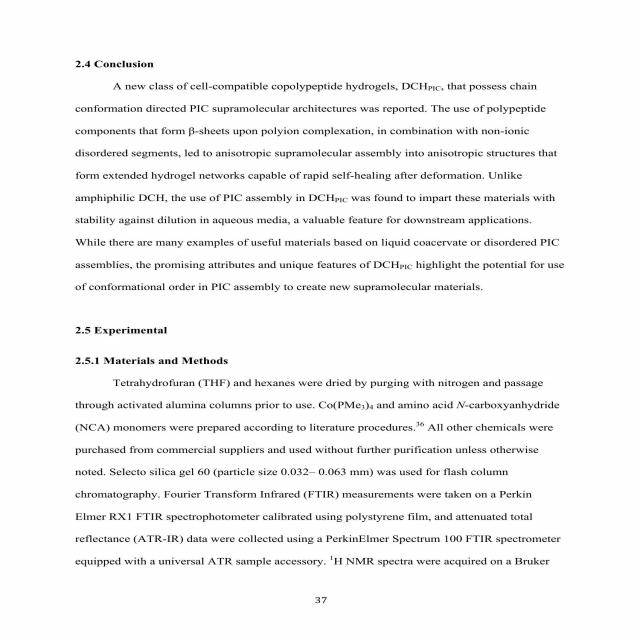 2.4 Conclusion
A new class of cell-compatible copolypeptide hydrogels, DCHPIC, that possess chain
conformation directed PIC supramolecular architectures was reported. The use of polypeptide
components that form β-sheets upon polyion complexation, in combination with non-ionic
disordered segments, led to anisotropic supramolecular assembly into anisotropic structures that
form extended hydrogel networks capable of rapid self-healing after deformation. Unlike
amphiphilic DCH, the use of PIC assembly in DCHPIC was found to impart these materials with
stability against dilution in aqueous media, a valuable feature for downstream applications.
While there are many examples of useful materials based on liquid coacervate or disordered PIC
assemblies, the promising attributes and unique features of DCHPIC highlight the potential for use
of conformational order in PIC assembly to create new supramolecular materials.
2.5 Experimental
2.5.1 Materials and Methods
Tetrahydrofuran (THF) and hexanes were dried by purging with nitrogen and passage
through activated alumina columns prior to use. Co(PMe3)4 and amino acid N-carboxyanhydride
(NCA) monomers were prepared according to literature procedures.36 All other chemicals were
purchased from commercial suppliers and used without further purification unless otherwise
noted. Selecto silica gel 60 (particle size 0.032– 0.063 mm) was used for flash column
chromatography. Fourier Transform Infrared (FTIR) measurements were taken on a Perkin
Elmer RX1 FTIR spectrophotometer calibrated using polystyrene film, and attenuated total
reflectance (ATR-IR) data were collected using a PerkinElmer Spectrum 100 FTIR spectrometer
equipped with a universal ATR sample accessory. 1H NMR spectra were acquired on a Bruker
37